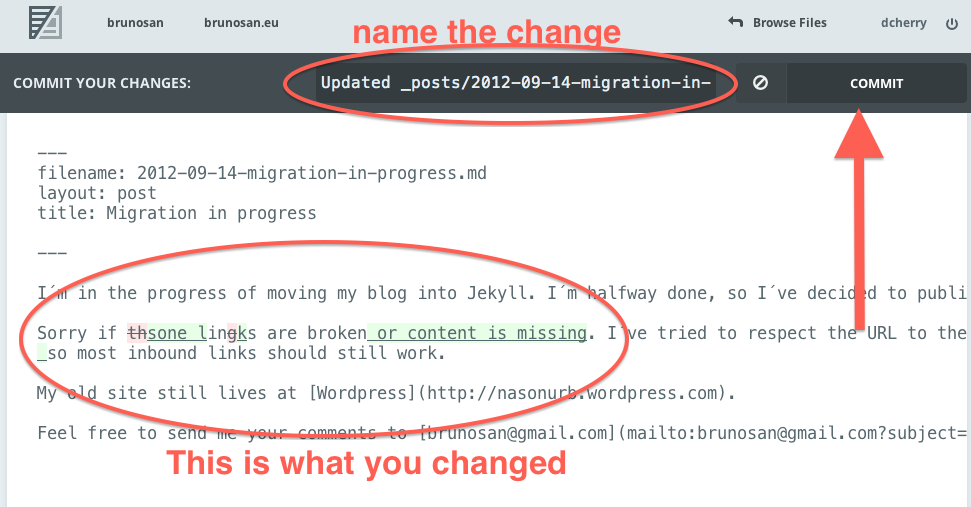 brunosan brunosan.eu Browse Files dcherry
name the change
COMMIT YOUR CHANGES: Updated _posts/2012-09-14-migration-in- COMMIT
---
filename: 2012-09-14-migration-in-progress.md
layout: post
title: Migration in progress
---
I´m in the progress of moving my blog into Jekyll. I´m halfway done, so I´ve decided to publi
Sorry if thsone lingks are broken or content is missing. I´ve tried to respect the URL to the
so most inbound links should still work.
My old site still lives at [Wordpress](http://nasonurb.wordpress.com).
Feel free to send me your comments to [brunosan@gmail.com](mailto:brunosan@gmail.com?subject=
This is what you changed